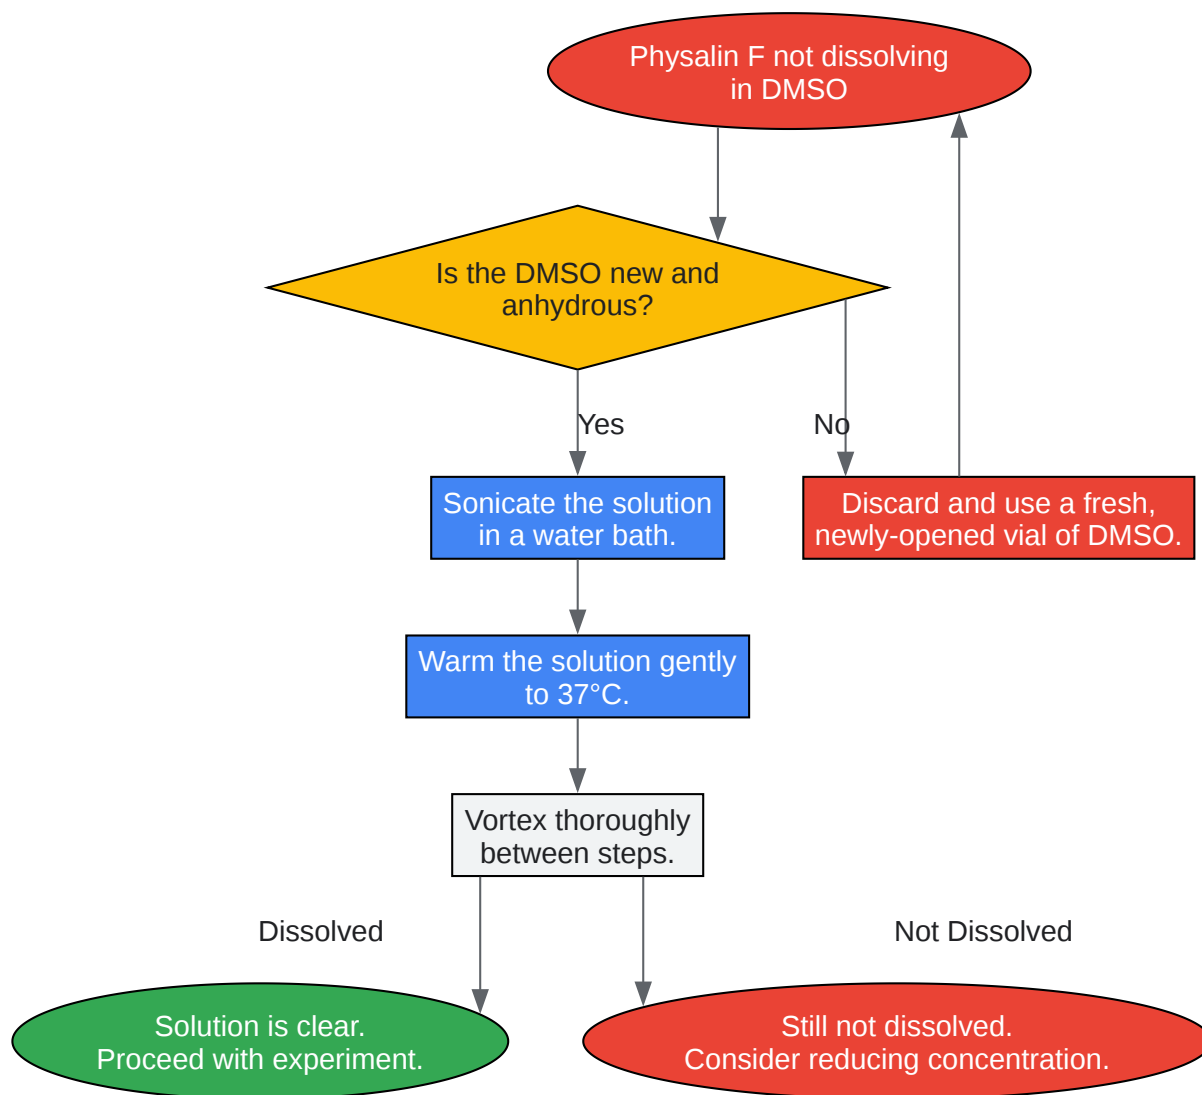 Physalin F not dissolving
in DMSO
Is the DMSO new and
anhydrous?
Yes
No
Sonicate the solution
in a water bath.
Discard and use a fresh,
newly-opened vial of DMSO.
Warm the solution gently
to 37°C.
Vortex thoroughly
between steps.
Dissolved
Not Dissolved
Solution is clear.
Proceed with experiment.
Still not dissolved.
Consider reducing concentration.